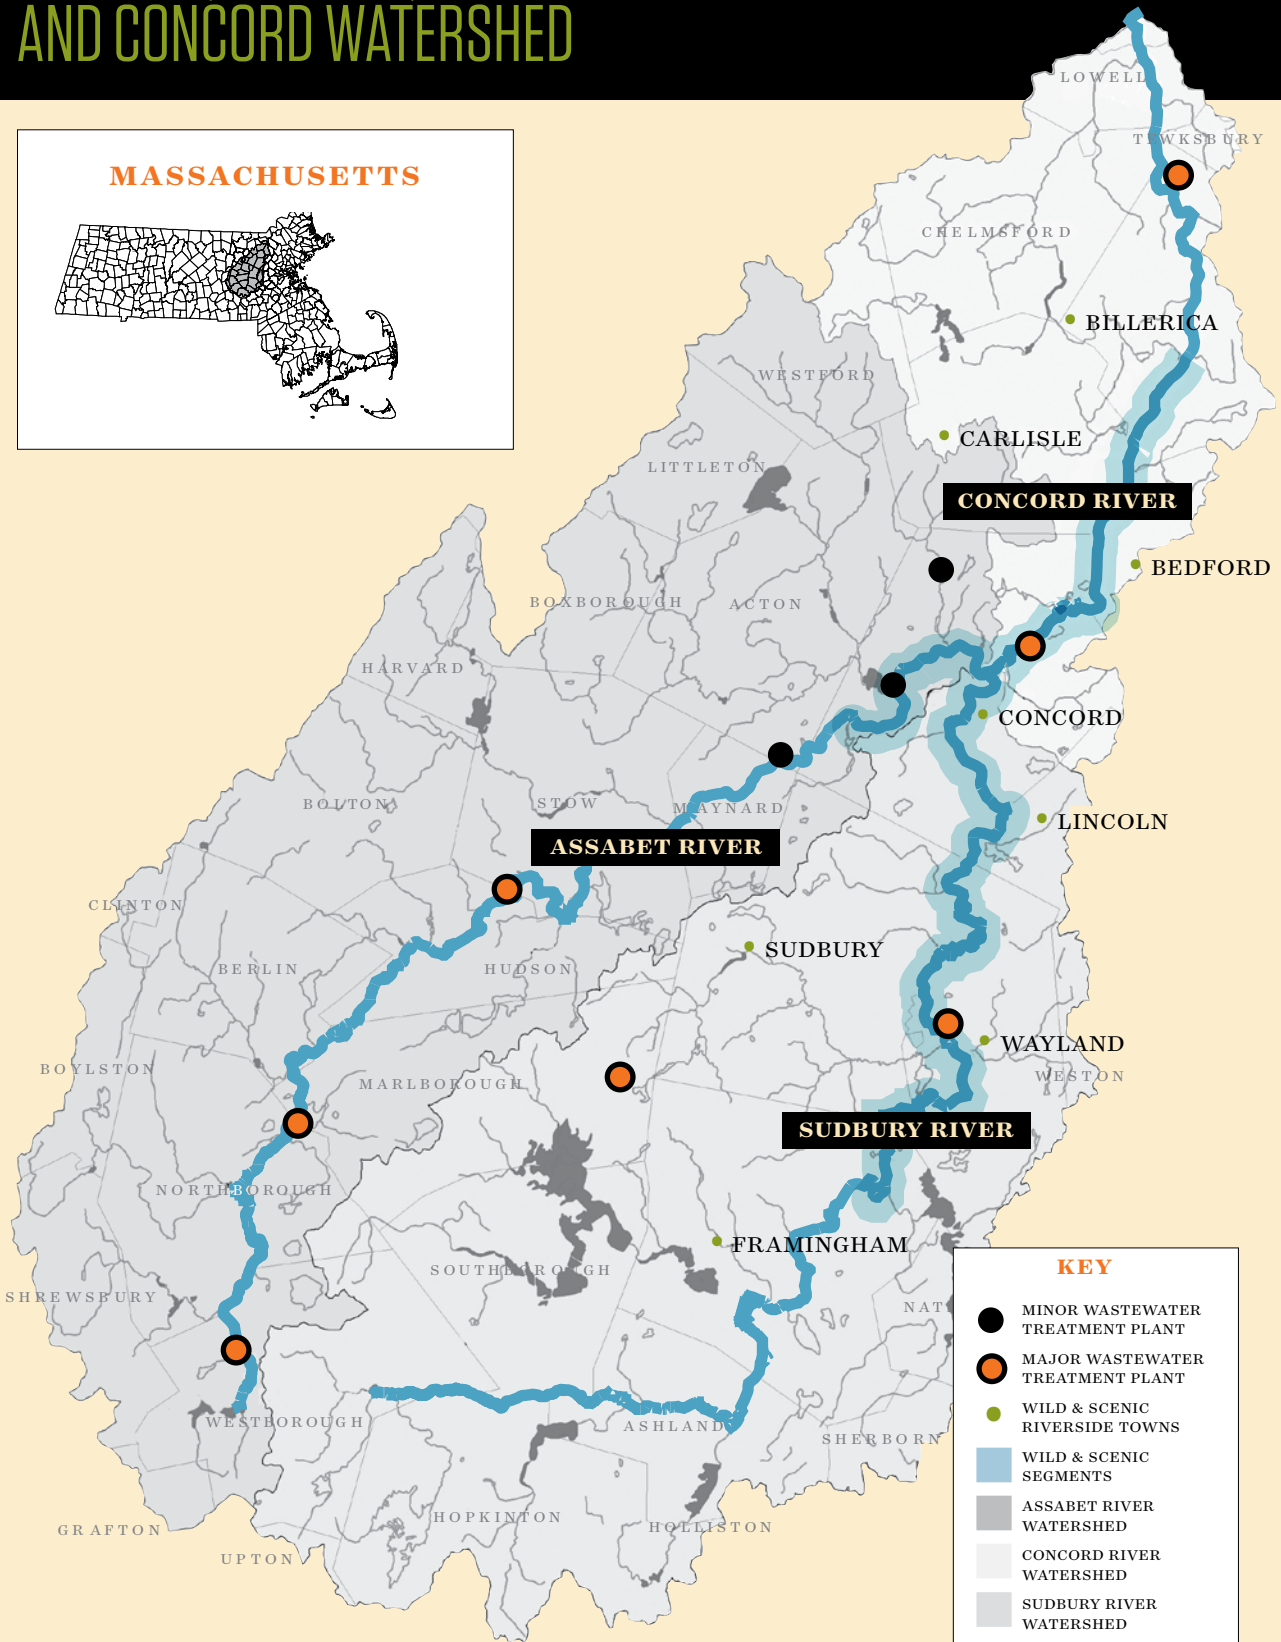 AND CONCORD WATERSHED
MASSACHUSETTS
LOWELL
TEWKSBURY
CHELMSFORD
BILLERICA
WESTFORD
CARLISLE
LITTLETON
CONCORD RIVER
BEDFORD
BOXBOROUGH
ACTON
HARVARD
CONCORD
BOLTON
STOW
MAYNARD
LINCOLN
ASSABET RIVER
CLINTON
SUDBURY
BERLIN
HUDSON
WAYLAND
BOYLSTON
WESTON
MARLBOROUGH
SUDBURY RIVER
NORTHBOROUGH
FRAMINGHAM
SOUTHBOROUGH
SHREWSBURY
NAT
WESTBOROUGH
ASHLAND
SHERBORN
HOPKINTON
HOLLISTON
GRAFTON
UPTON
KEY
MINOR WASTEWATER
TREATMENT PLANT
MAJOR WASTEWATER
TREATMENT PLANT
WILD & SCENIC
RIVERSIDE TOWNS
WILD & SCENIC
SEGMENTS
ASSABET RIVER
WATERSHED
CONCORD RIVER
WATERSHED
SUDBURY RIVER
WATERSHED